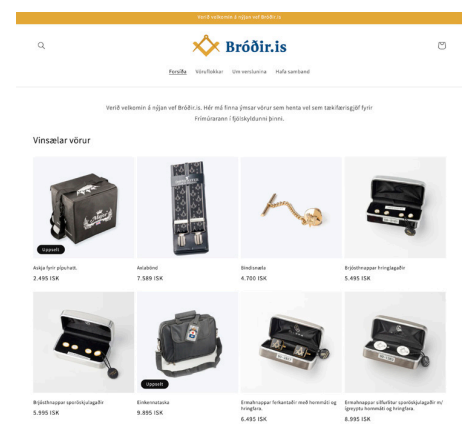 Verið velkomin á nýjan vef Bróðir.is
Bróðir.is
Forsíða Vöruflokkar Um verslunina Hafa samband
Verið velkomin á nýjan vef Bróðir.is. Hér má finna ýmsar vörur sem henta vel sem tækifærisgjöf fyrir
Frímúrarann í fjölskyldunni þinni.
Vinsælar vörur
Uppselt
Askja fyrir pípuhatt.
2.495 ISK
Axlabönd
7.589 ISK
Bindisnæla
4.700 ISK
Brjósthnappar hringlagaðir
5.495 ISK
Uppselt
Brjósthnappar sporöskjulagaðir
5.995 ISK
Einkennataska
9.895 ISK
Ermahnappar ferkantaðir með hornmáti og
hringfara.
6.495 ISK
Ermahnappar silfurlitur sporöskjulagaðir m/
ígreyptu hornmáti og hringfara.
8.995 ISK